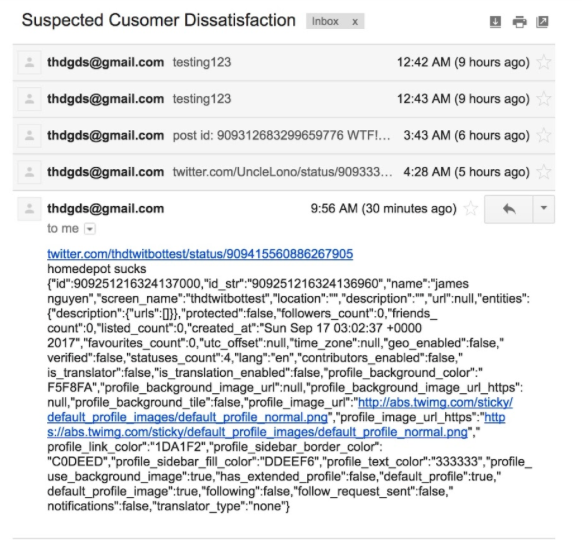 Suspected Cusomer Dissatisfaction Inbox x
thdgds@gmail.com testing123 12:42 AM (9 hours ago)
thdgds@gmail.com testing123 12:43 AM (9 hours ago)
thdgds@gmail.com post id: 909312683299659776 WTF!... 3:43 AM (6 hours ago)
thdgds@gmail.com twitter.com/UncleLono/status/909333... 4:28 AM (5 hours ago)
thdgds@gmail.com 9:56 AM (30 minutes ago)
to me
twitter.com/thdtwitbottest/status/909415560886267905
homedepot sucks
{"id":909251216324137000,"id_str":"909251216324136960","name":"james
nguyen","screen_name":"thdtwitbottest","location":"","description":"","url":null,"entities":
{"description":{"urls":[]}},"protected":false,"followers_count":0,"friends_
count":0,"listed_count":0,"created_at":"Sun Sep 17 03:02:37 +0000
2017","favourites_count":0,"utc_offset":null,"time_zone":null,"geo_enabled":false,"
verified":false,"statuses_count":4,"lang":"en","contributors_enabled":false,"
is_translator":false,"is_translation_enabled":false,"profile_background_color":"
F5F8FA","profile_background_image_url":null,"profile_background_image_url_https":
null,"profile_background_tile":false,"profile_image_url":"http://abs.twimg.com/sticky/
default_profile_images/default_profile_normal.png","profile_image_url_https":"http
s://abs.twimg.com/sticky/default_profile_images/default_profile_normal.png","
profile_link_color":"1DA1F2","profile_sidebar_border_color":
"C0DEED","profile_sidebar_fill_color":"DDEEF6","profile_text_color":"333333","profile_
use_background_image":true,"has_extended_profile":false,"default_profile":true,"
default_profile_image":true,"following":false,"follow_request_sent":false,"
notifications":false,"translator_type":"none"}